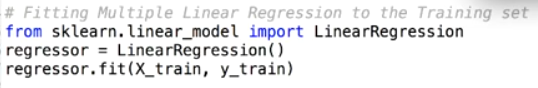 # Fitting Multiple Linear Regression to the Training set
from sklearn.linear_model import LinearRegression
regressor = LinearRegression()
regressor.fit(X_train, y_train)